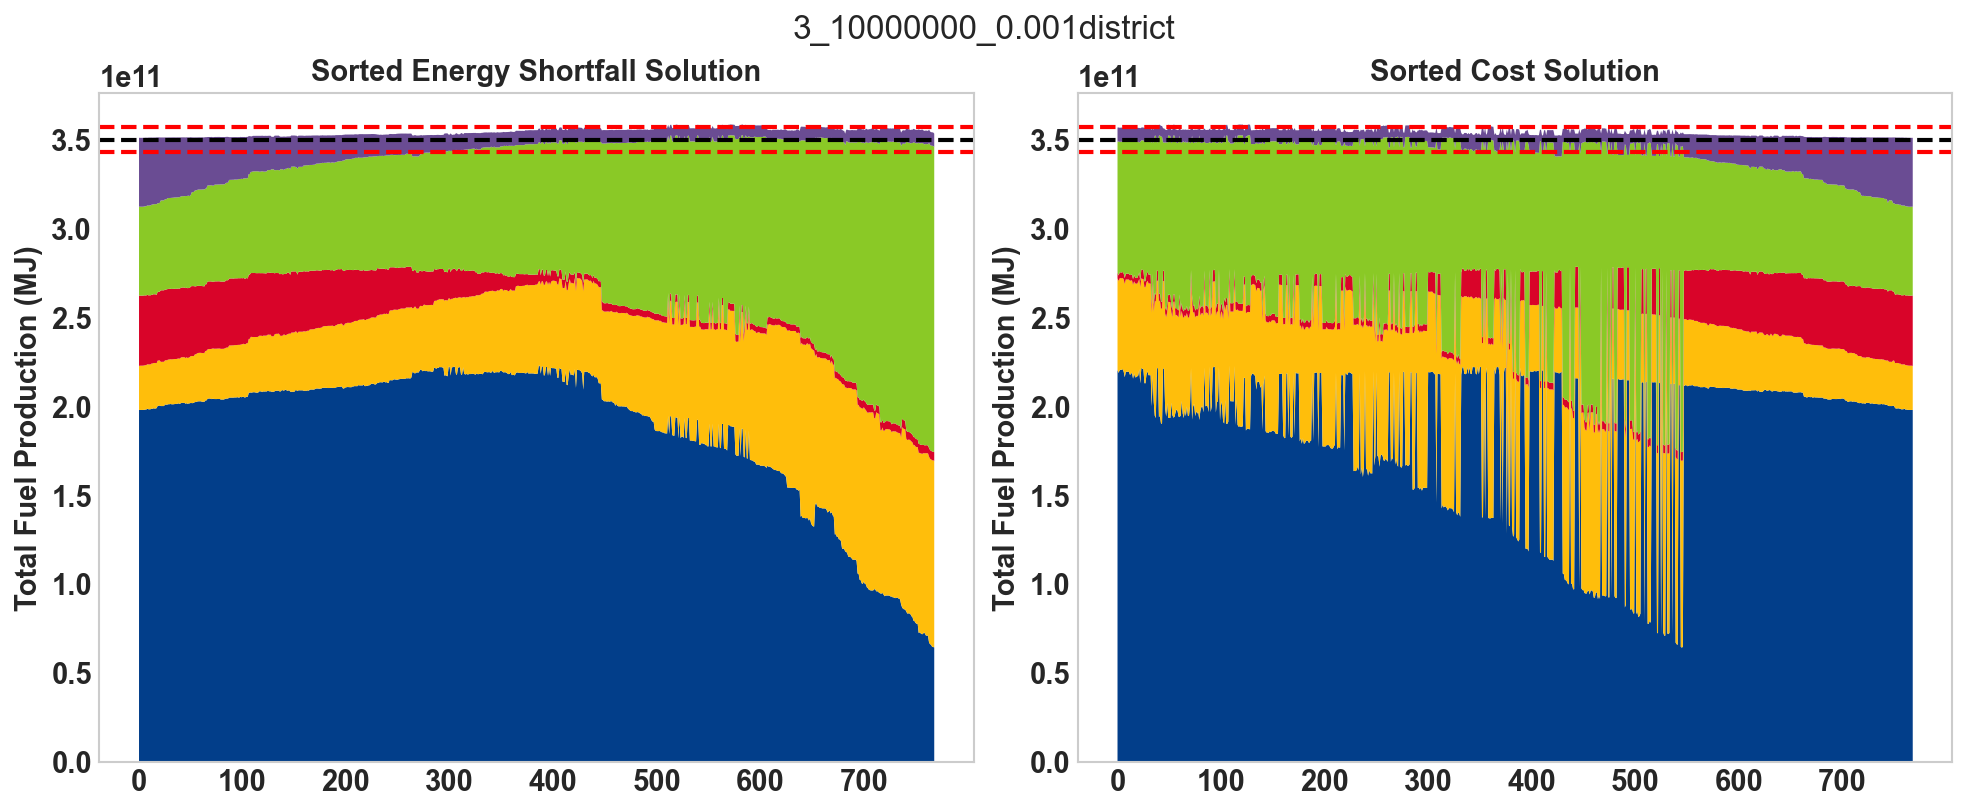 3_10000000_0.001district
Sorted Energy Shortfall Solution
1e11
Total Fuel Production (MJ)
3.5
3.0
2.5
2.0
1.5
1.0
0.5
0.0
0 100 200 300 400 500 600 700
Sorted Cost Solution
1e11
Total Fuel Production (MJ)
3.5
3.0
2.5
2.0
1.5
1.0
0.5
0.0
0 100 200 300 400 500 600 700